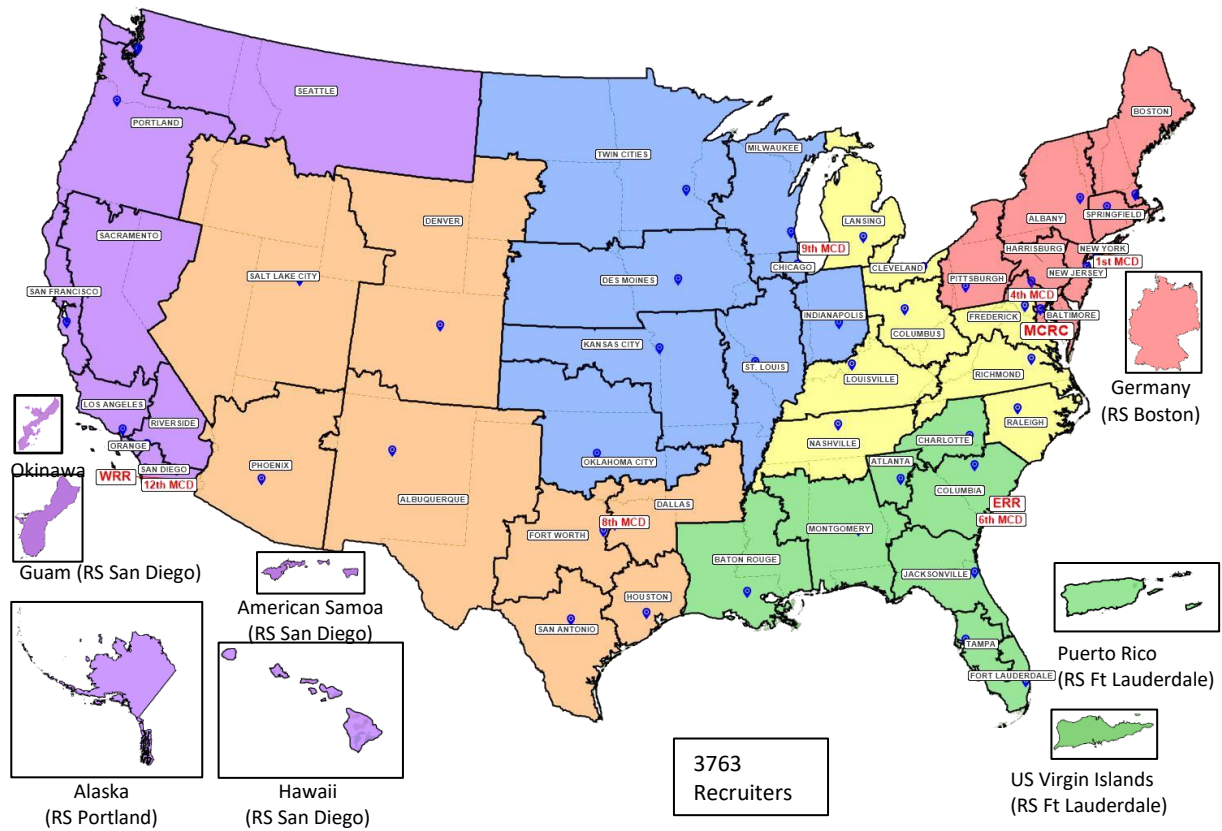 SEATTLE
PORTLAND
TWIN CITIES
MILWAUKEE
BOSTON
DENVER
LANSING
ALBANY
SPRINGFIELD
SACRAMENTO
9th MCD
HARRISBURG
NEW YORK
1st MCD
SALT LAKE CITY
DES MOINES
CHICAGO
CLEVELAND
PITTSBURGH
NEW JERSEY
SAN FRANCISCO
4th MCD
INDIANAPOLIS
COLUMBUS
FREDERICK
BALTIMORE
MCRC
KANSAS CITY
ST. LOUIS
LOUISVILLE
RICHMOND
Germany
(RS Boston)
LOS ANGELES
RIVERSIDE
RALEIGH
ORANGE
NASHVILLE
CHARLOTTE
Okinawa
SAN DIEGO
WRR
12th MCD
PHOENIX
OKLAHOMA CITY
ATLANTA
ALBUQUERQUE
COLUMBIA
DALLAS
ERR
8th MCD
6th MCD
FORT WORTH
MONTGOMERY
BATON ROUGE
JACKSONVILLE
Guam (RS San Diego)
HOUSTON
American Samoa
(RS San Diego)
SAN ANTONIO
TAMPA
Puerto Rico
(RS Ft Lauderdale)
FORT LAUDERDALE
3763
Recruiters
US Virgin Islands
(RS Ft Lauderdale)
Alaska
(RS Portland)
Hawaii
(RS San Diego)